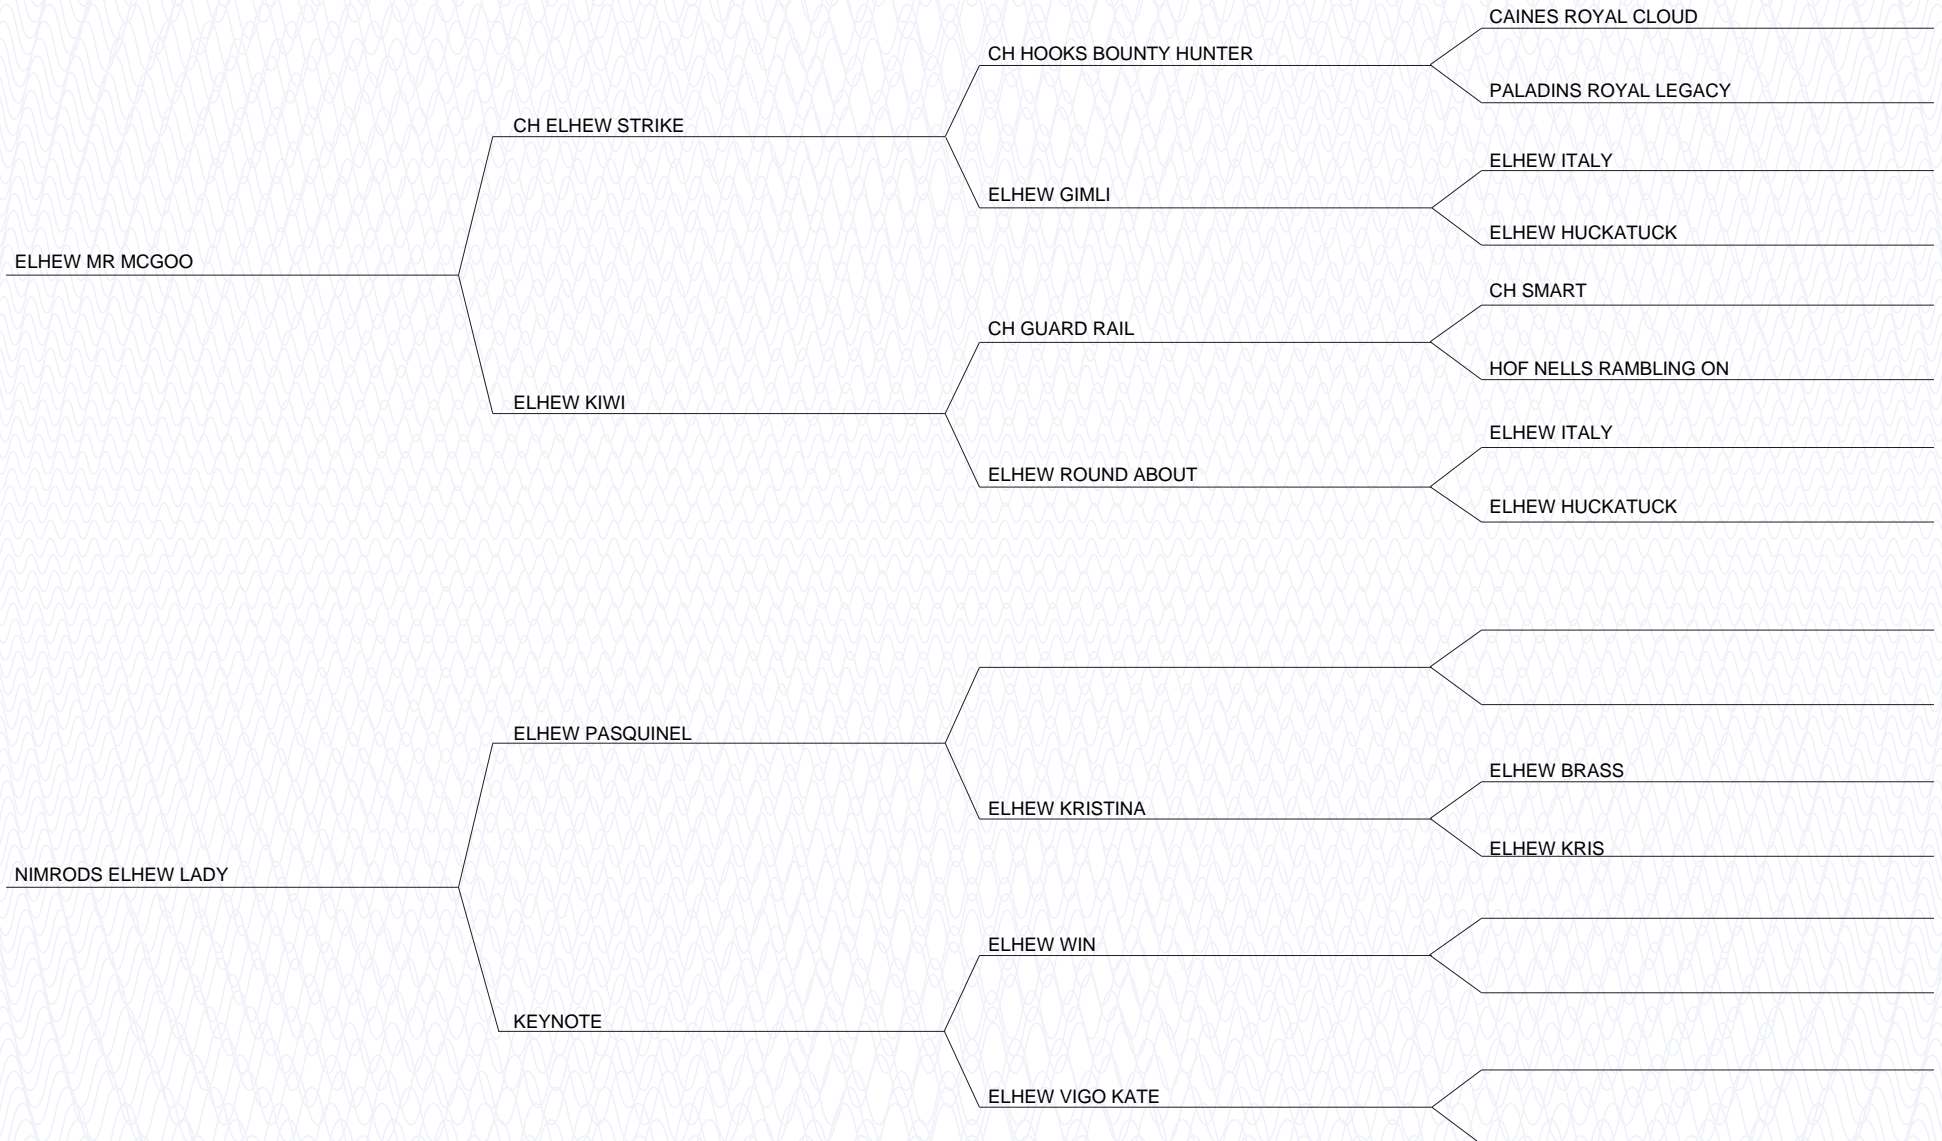 CAINES ROYAL CLOUD
CH HOOKS BOUNTY HUNTER
PALADINS ROYAL LEGACY
CH ELHEW STRIKE
ELHEW ITALY
ELHEW GIMLI
ELHEW HUCKATUCK
ELHEW MR MCGOO
CH SMART
CH GUARD RAIL
HOF NELLS RAMBLING ON
ELHEW KIWI
ELHEW ITALY
ELHEW ROUND ABOUT
ELHEW HUCKATUCK
ELHEW PASQUINEL
ELHEW BRASS
ELHEW KRISTINA
ELHEW KRIS
NIMRODS ELHEW LADY
ELHEW WIN
KEYNOTE
ELHEW VIGO KATE